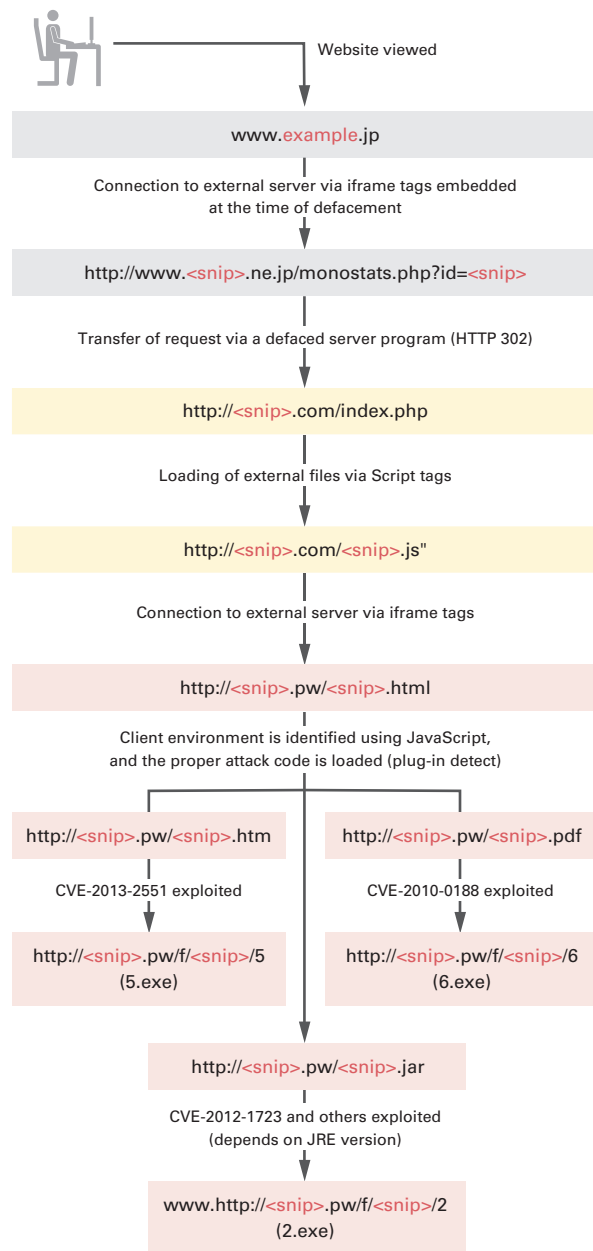 Website viewed
www.example.jp
Connection to external server via iframe tags embedded
at the time of defacement
http://www.<snip>.ne.jp/monostats.php?id=<snip>
Transfer of request via a defaced server program (HTTP 302)
http://<snip>.com/index.php
Loading of external files via Script tags
http://<snip>.com/<snip>.js"
Connection to external server via iframe tags
http://<snip>.pw/<snip>.html
Client environment is identified using JavaScript,
and the proper attack code is loaded (plug-in detect)
http://<snip>.pw/<snip>.htm
CVE-2013-2551 exploited
http://<snip>.pw/f/<snip>/5
(5.exe)
http://<snip>.pw/<snip>.pdf
CVE-2010-0188 exploited
http://<snip>.pw/f/<snip>/6
(6.exe)
http://<snip>.pw/<snip>.jar
CVE-2012-1723 and others exploited
(depends on JRE version)
www.http://<snip>.pw/f/<snip>/2
(2.exe)